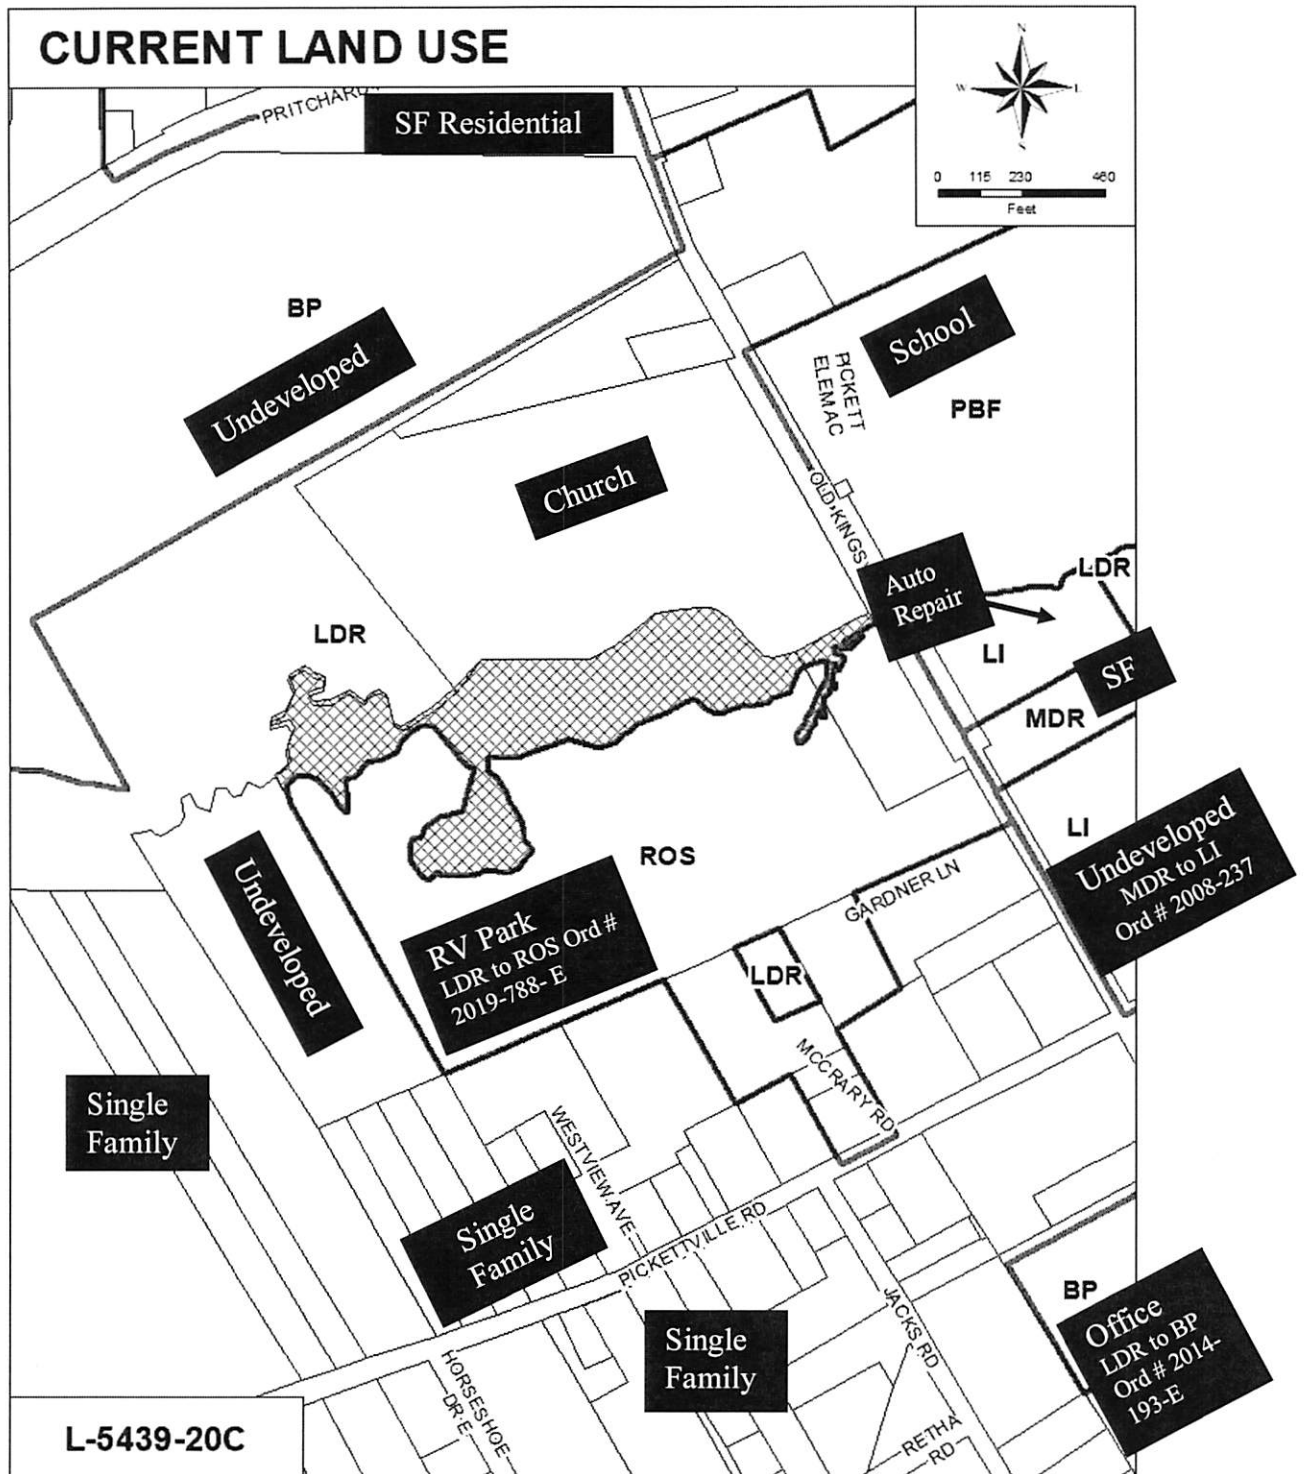 CURRENT LAND USE
N
W
S
0 115 230 460
Feet
SF Residential
BP
Undeveloped
School
PICKETT
ELEM AC
PBF
Church
Auto
Repair
LDR
LDR
LI
SF
MDR
LI
Undeveloped
MDR to LI
Ord # 2008-237
ROS
GARDNER LN
Undeveloped
RV Park
LDR to ROS Ord #
2019-788- E
LDR
MCCRARY RD
Single
Family
WESTVIEW AVE
Single
Family
PICKETTVILLE RD
Single
Family
BP
Office
LDR to BP
Ord # 2014-
193-E
JACKS RD
HORSESHOE
DR E
RETHA
RD
L-5439-20C